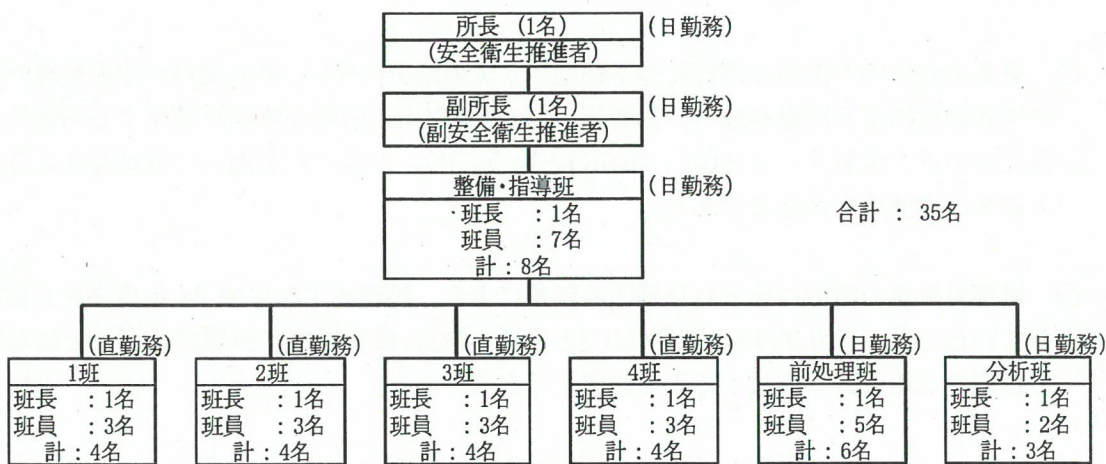 所長 (1名) (日勤務)
(安全衛生推進者)
副所長 (1名) (日勤務)
(副安全衛生推進者)
整備・指導班 (日勤務)
班長 :1名
班員 :7名
計:8名
合計 : 35名
(直勤務) (直勤務) (直勤務) (直勤務) (日勤務) (日勤務)
1班 2班 3班 4班 前処理班 分析班
班長 :1名 班長 :1名 班長 :1名 班長 :1名 班長 :1名 班長 :1名
班員 :3名 班員 :3名 班員 :3名 班員 :3名 班員 :5名 班員 :2名
計:4名 計:4名 計:4名 計:4名 計:6名 計:3名